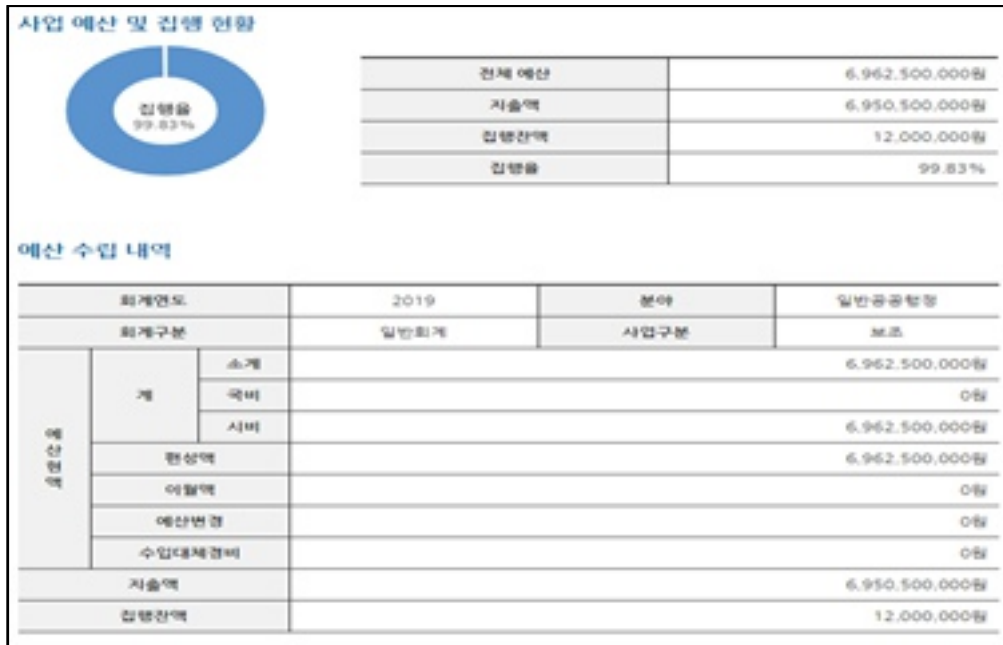 사업 예산 및 집행 현황
집행율
99.83%
전체 예산 6,962,500,000원
지출액 6,950,500,000원
집행잔액 12,000,000원
집행율 99.83%
예산 수립 내역
회계연도 2019 분야 일반공공행정
회계구분 일반회계 사업구분 보조
예산현액 계 소계 6,962,500,000원
국비 0원
시비 6,962,500,000원
편성액 6,962,500,000원
이월액 0원
예산변경 0원
수입대체경비 0원
지출액 6,950,500,000원
집행잔액 12,000,000원